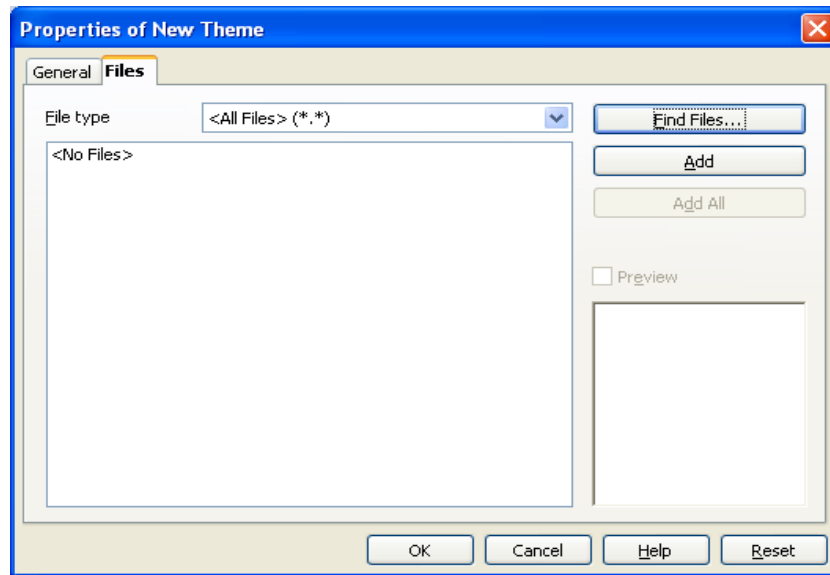 Properties of New Theme
General Files
File type <All Files> (*.*) Find Files...
<No Files> Add
Add All
Preview
OK Cancel Help Reset